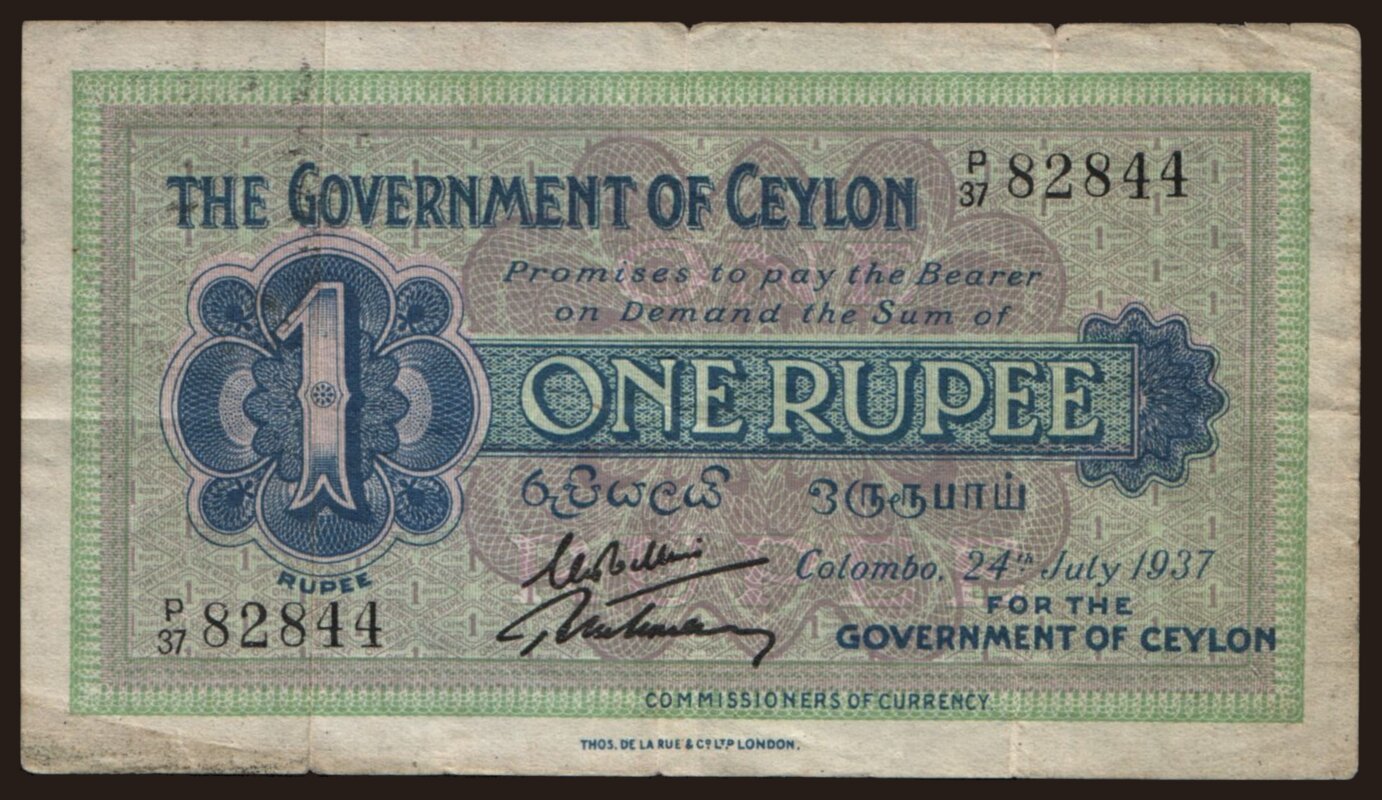 THE GOVERNMENT OF CEYLON
P/37 82844
Promises to pay the Bearer
on Demand the Sum of
1
ONE RUPEE
රුපියලයි ஒருரூபாய்
RUPEE
Colombo, 24th July 1937
P/37 82844
FOR THE
GOVERNMENT OF CEYLON
COMMISSIONERS OF CURRENCY
THOS. DE LA RUE & CO LTD LONDON.